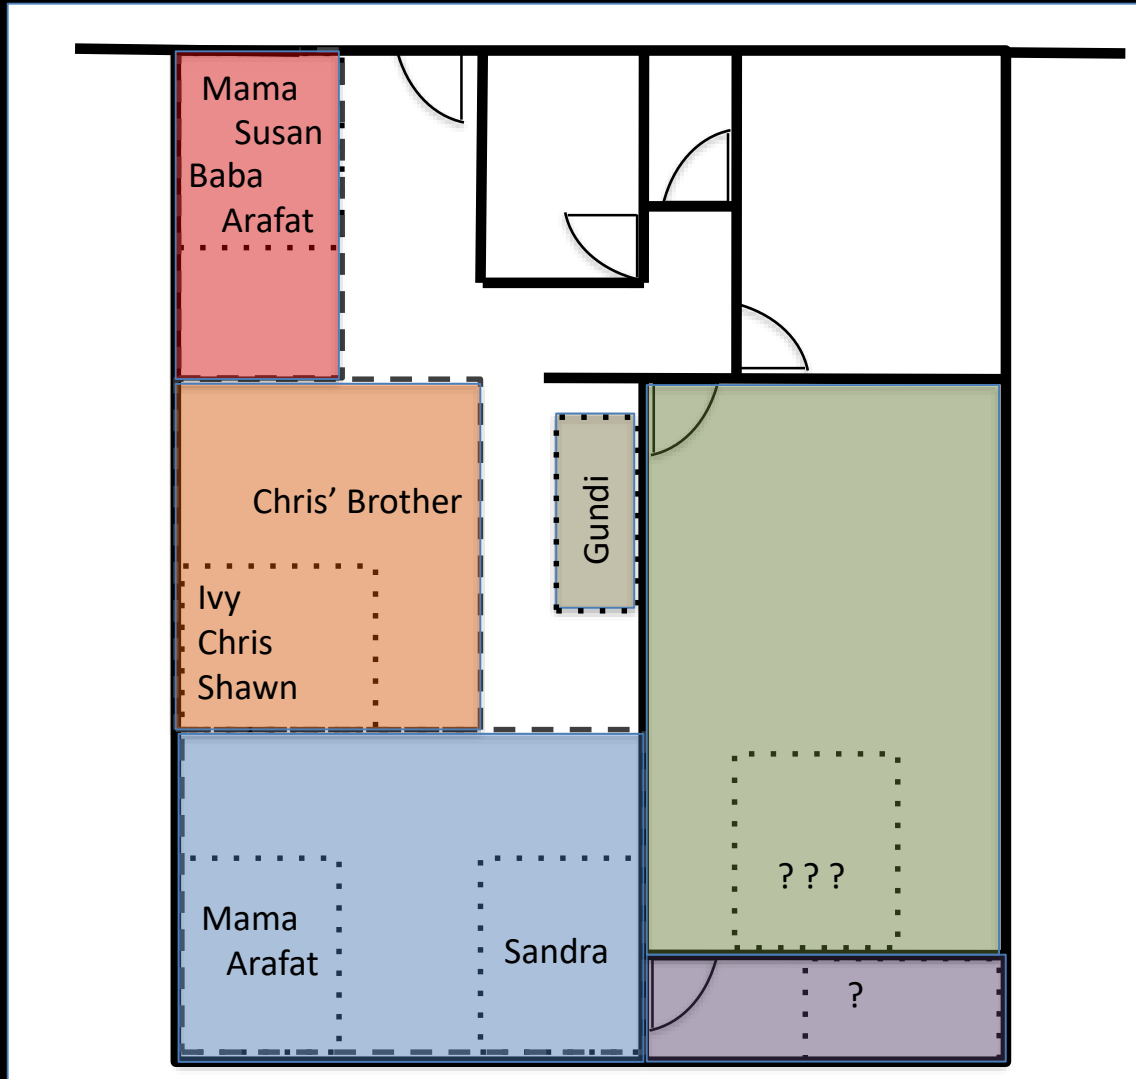 Mama
Susan
Baba
Arafat
Chris’ Brother
Gundi
Ivy
Chris
Shawn
? ? ?
Mama
Arafat
Sandra
?